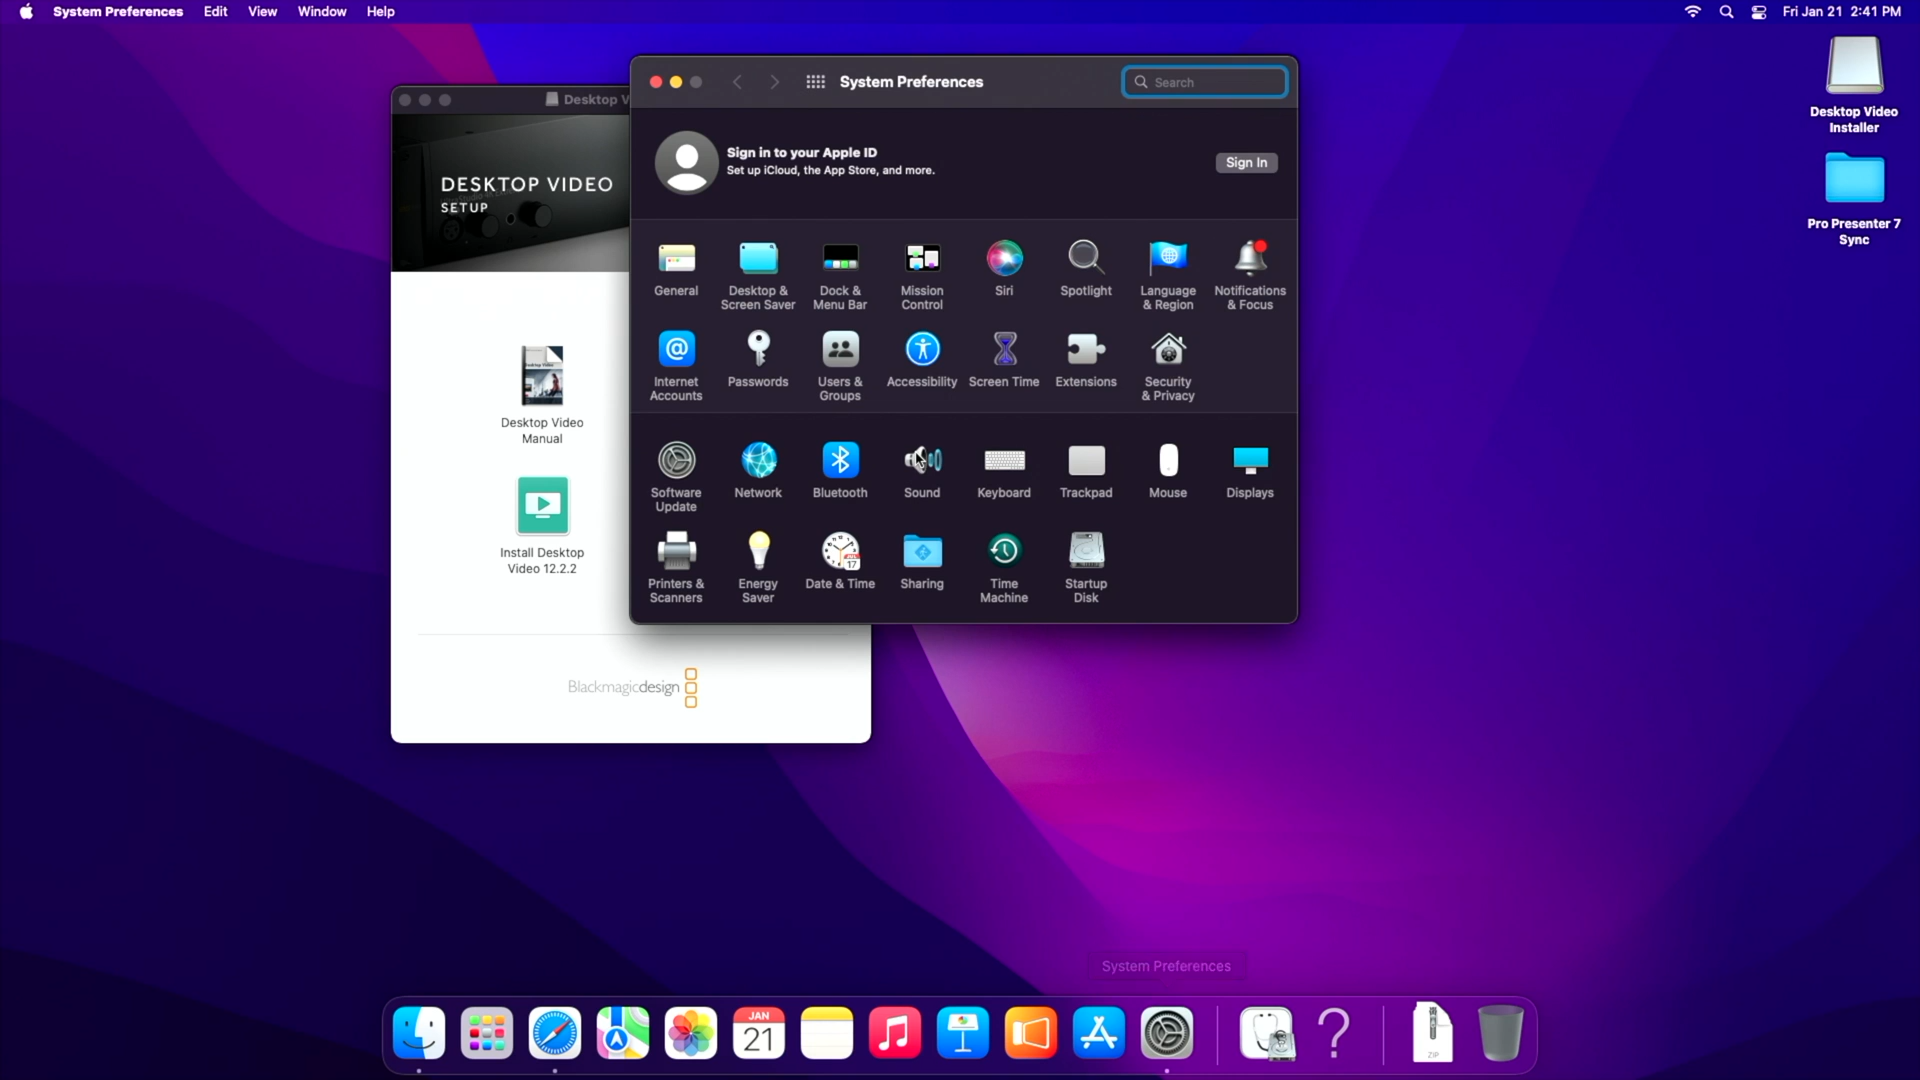 System Preferences Edit View Window Help
Fri Jan 21 2:41 PM
Desktop Video
Installer
Pro Presenter 7
Sync
Desktop V
DESKTOP VIDEO
SETUP
Desktop Video
Manual
Install Desktop
Video 12.2.2
Blackmagicdesign
System Preferences
Search
Sign in to your Apple ID
Set up iCloud, the App Store, and more.
Sign In
General
Desktop &
Screen Saver
Dock &
Menu Bar
Mission
Control
Siri
Spotlight
Language
& Region
Notifications
& Focus
Internet
Accounts
Passwords
Users &
Groups
Accessibility
Screen Time
Extensions
Security
& Privacy
Software
Update
Network
Bluetooth
Sound
Keyboard
Trackpad
Mouse
Displays
Printers &
Scanners
Energy
Saver
Date & Time
Sharing
Time
Machine
Startup
Disk
System Preferences
JAN
21
ZIP